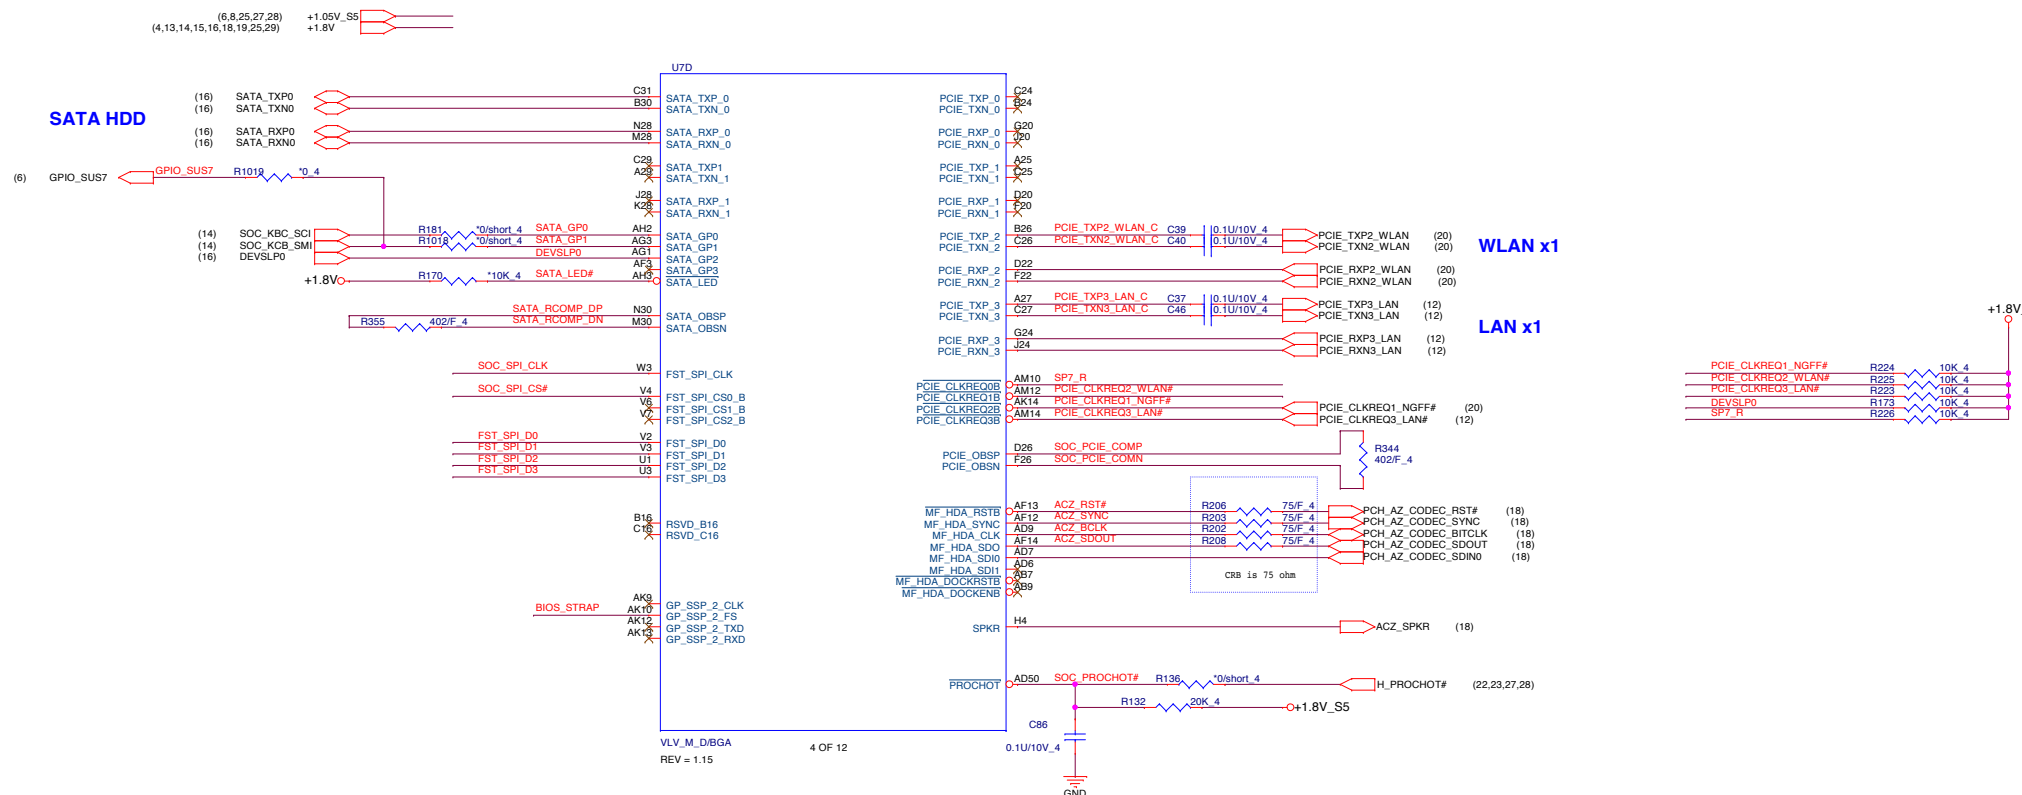 (6,8,25,27,28) +1.05V_S5
(4,13,14,15,16,18,19,25,29) +1.8V
U7D
SATA HDD
(16) SATA_TXP0 C31 SATA_TXP_0
(16) SATA_TXN0 B30 SATA_TXN_0
(16) SATA_RXP0 N28 SATA_RXP_0
(16) SATA_RXN0 M28 SATA_RXN_0
C29 SATA_TXP1
A29 SATA_TXN_1
(6) GPIO_SUS7 GPIO_SUS7 R1019 *0_4
J28 SATA_RXP_1
K28 SATA_RXN_1
(14) SOC_KBC_SCI R181 *0/short_4 SATA_GP0 AH2 SATA_GP0
(14) SOC_KCB_SMI R1018 *0/short_4 SATA_GP1 AG3 SATA_GP1
(16) DEVSLP0 DEVSLP0 AG1 SATA_GP2
AF3 SATA_GP3
+1.8V R170 *10K_4 SATA_LED# AH3 SATA_LED
SATA_RCOMP_DP N30 SATA_OBSP
R355 402/F_4 SATA_RCOMP_DN M30 SATA_OBSN
SOC_SPI_CLK W3 FST_SPI_CLK
SOC_SPI_CS# V4 FST_SPI_CS0_B
V6 FST_SPI_CS1_B
V7 FST_SPI_CS2_B
FST_SPI_D0 V2 FST_SPI_D0
FST_SPI_D1 V3 FST_SPI_D1
FST_SPI_D2 U1 FST_SPI_D2
FST_SPI_D3 U3 FST_SPI_D3
B16 RSVD_B16
C16 RSVD_C16
AK9 GP_SSP_2_CLK
BIOS_STRAP AK10 GP_SSP_2_FS
AK12 GP_SSP_2_TXD
AK13 GP_SSP_2_RXD
PCIE_TXP_0 C24
PCIE_TXN_0 B24
PCIE_RXP_0 G20
PCIE_RXN_0 J20
PCIE_TXP_1 A25
PCIE_TXN_1 C25
PCIE_RXP_1 D20
PCIE_RXN_1 F20
PCIE_TXP_2 B26 PCIE_TXP2_WLAN_C C39 0.1U/10V_4 PCIE_TXP2_WLAN (20)
PCIE_TXN_2 C26 PCIE_TXN2_WLAN_C C40 0.1U/10V_4 PCIE_TXN2_WLAN (20)
WLAN x1
PCIE_RXP_2 D22 PCIE_RXP2_WLAN (20)
PCIE_RXN_2 F22 PCIE_RXN2_WLAN (20)
PCIE_TXP_3 A27 PCIE_TXP3_LAN_C C37 0.1U/10V_4 PCIE_TXP3_LAN (12)
PCIE_TXN_3 C27 PCIE_TXN3_LAN_C C46 0.1U/10V_4 PCIE_TXN3_LAN (12)
LAN x1
PCIE_RXP_3 G24 PCIE_RXP3_LAN (12)
PCIE_RXN_3 J24 PCIE_RXN3_LAN (12)
PCIE_CLKREQ0B AM10 SP7_R
PCIE_CLKREQ1B AM12 PCIE_CLKREQ2_WLAN#
PCIE_CLKREQ2B AK14 PCIE_CLKREQ1_NGFF# PCIE_CLKREQ1_NGFF# (20)
PCIE_CLKREQ3B AM14 PCIE_CLKREQ3_LAN# PCIE_CLKREQ3_LAN# (12)
PCIE_OBSP D26 SOC_PCIE_COMP
PCIE_OBSN F26 SOC_PCIE_COMN
R344
402/F_4
MF_HDA_RSTB AF13 ACZ_RST# R206 75/F_4 PCH_AZ_CODEC_RST# (18)
MF_HDA_SYNC AF12 ACZ_SYNC R203 75/F_4 PCH_AZ_CODEC_SYNC (18)
MF_HDA_CLK AD9 ACZ_BCLK R202 75/F_4 PCH_AZ_CODEC_BITCLK (18)
MF_HDA_SDO AF14 ACZ_SDOUT R208 75/F_4 PCH_AZ_CODEC_SDOUT (18)
MF_HDA_SDI0 AD7 PCH_AZ_CODEC_SDIN0 (18)
MF_HDA_SDI1 AD6
MF_HDA_DOCKRSTB AB7
MF_HDA_DOCKENB AB9
CRB is 75 ohm
SPKR H4 ACZ_SPKR (18)
PROCHOT AD50 SOC_PROCHOT# R136 *0/short_4 H_PROCHOT# (22,23,27,28)
R132 20K_4 +1.8V_S5
C86
0.1U/10V_4
GND
VLV_M_D/BGA 4 OF 12
REV = 1.15
+1.8V
PCIE_CLKREQ1_NGFF# R224 10K_4
PCIE_CLKREQ2_WLAN# R225 10K_4
PCIE_CLKREQ3_LAN# R223 10K_4
DEVSLP0 R173 10K_4
SP7_R R226 10K_4